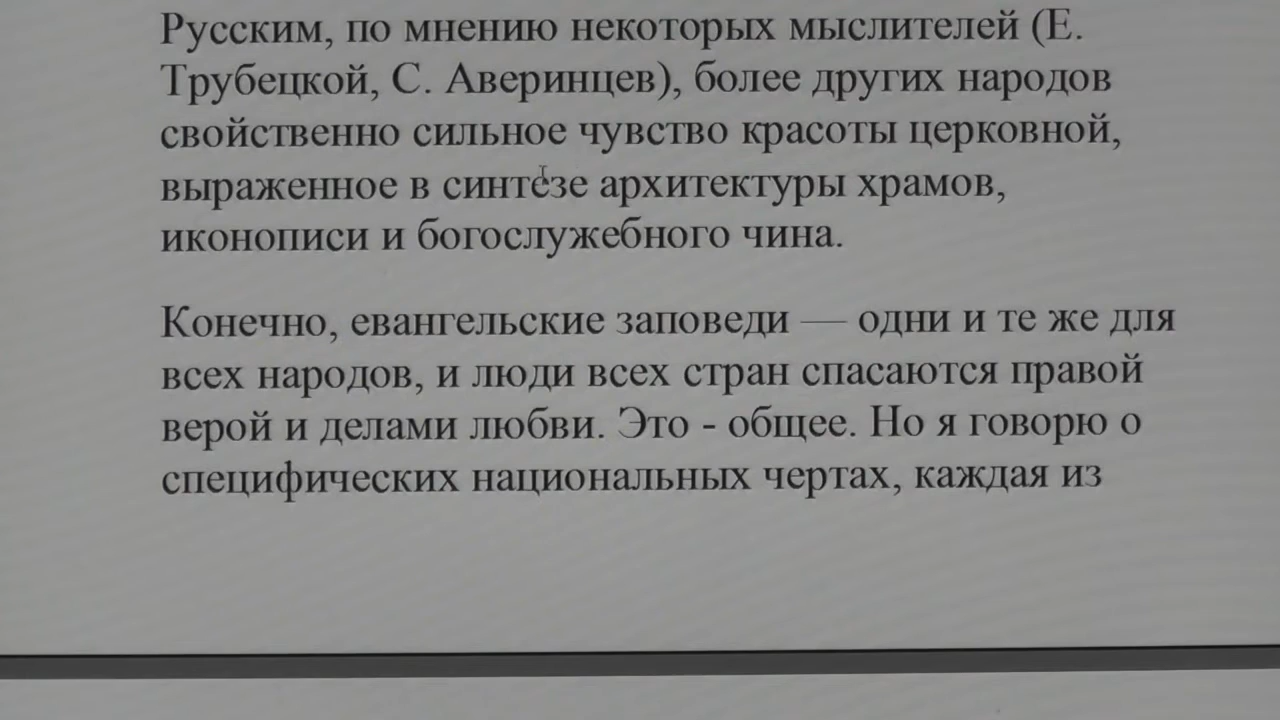 Русским, по мнению некоторых мыслителей (Е.
Трубецкой, С. Аверинцев), более других народов
свойственно сильное чувство красоты церковной,
выраженное в синтезе архитектуры храмов,
иконописи и богослужебного чина.
Конечно, евангельские заповеди — одни и те же для
всех народов, и люди всех стран спасаются правой
верой и делами любви. Это - общее. Но я говорю о
специфических национальных чертах, каждая из